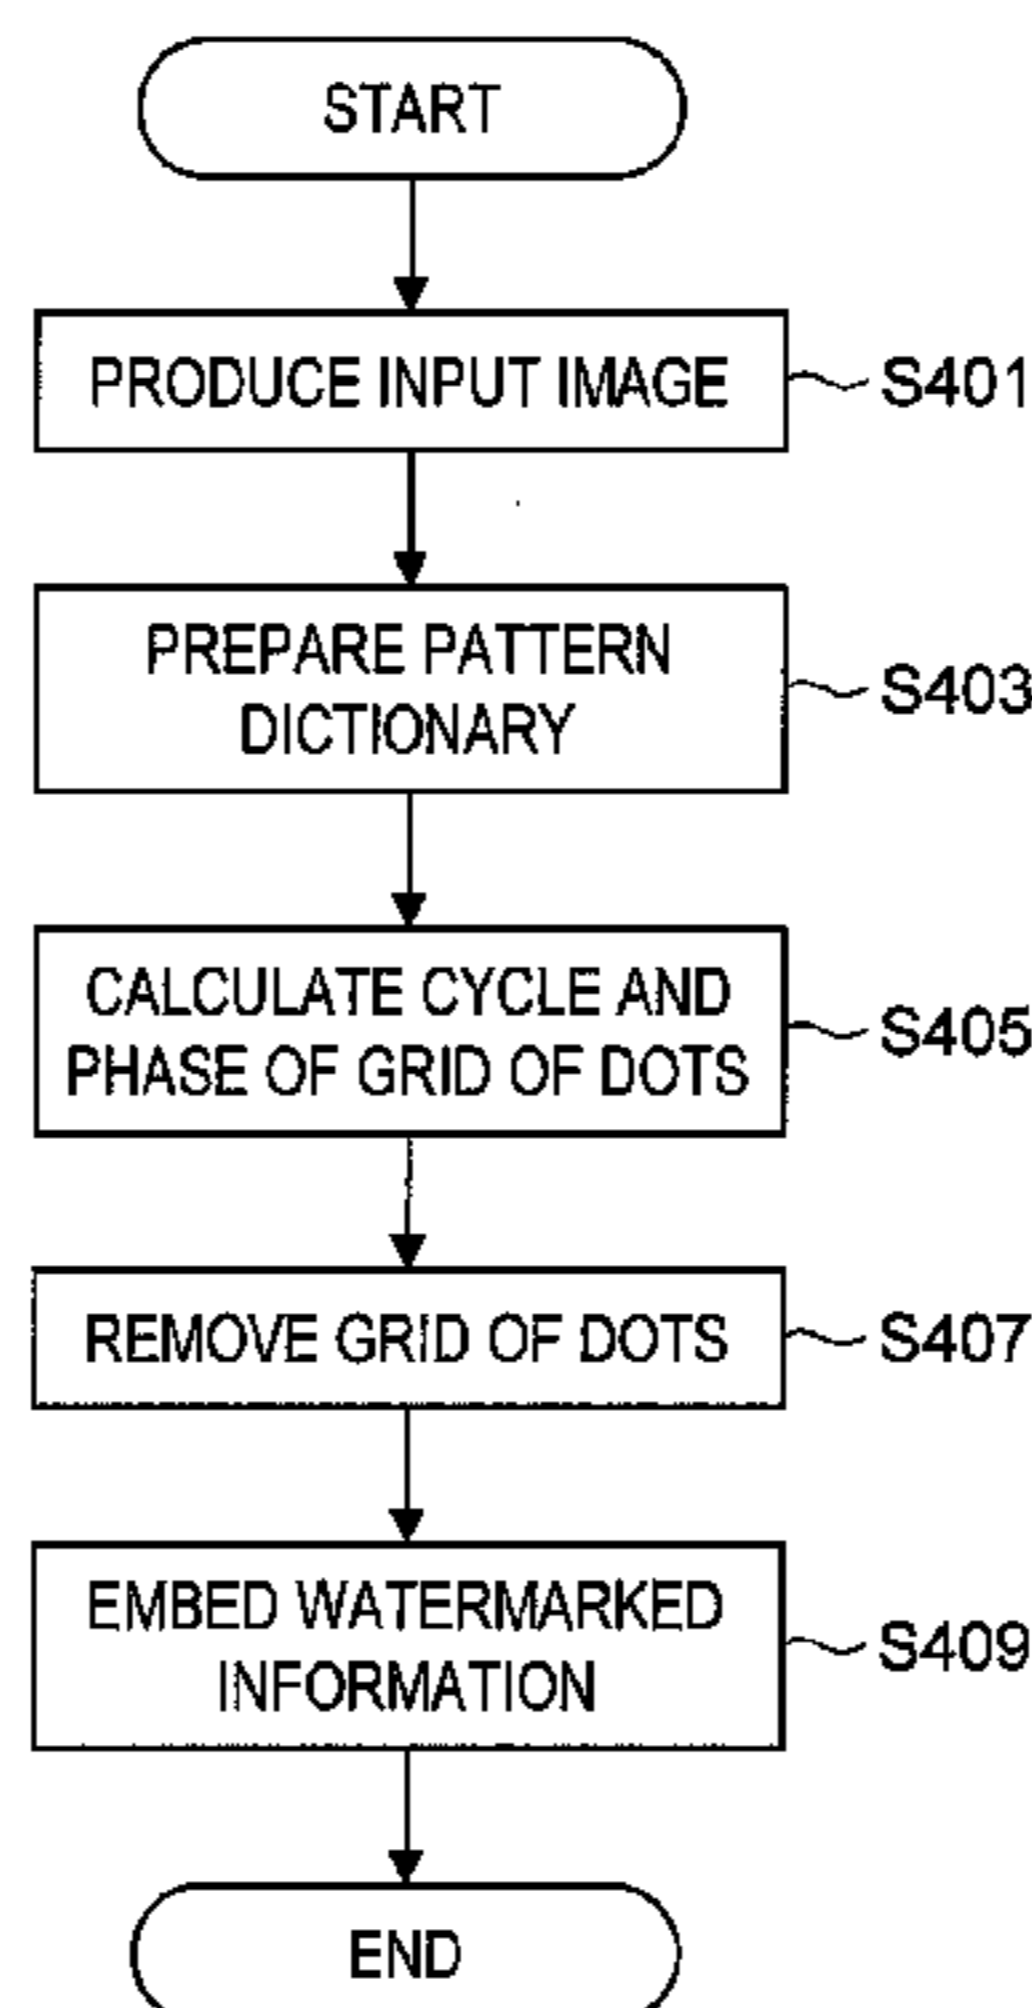 START
PRODUCE INPUT IMAGE
S401
PREPARE PATTERN
DICTIONARY
S403
CALCULATE CYCLE AND
PHASE OF GRID OF DOTS
S405
REMOVE GRID OF DOTS
S407
EMBED WATERMARKED
INFORMATION
S409
END